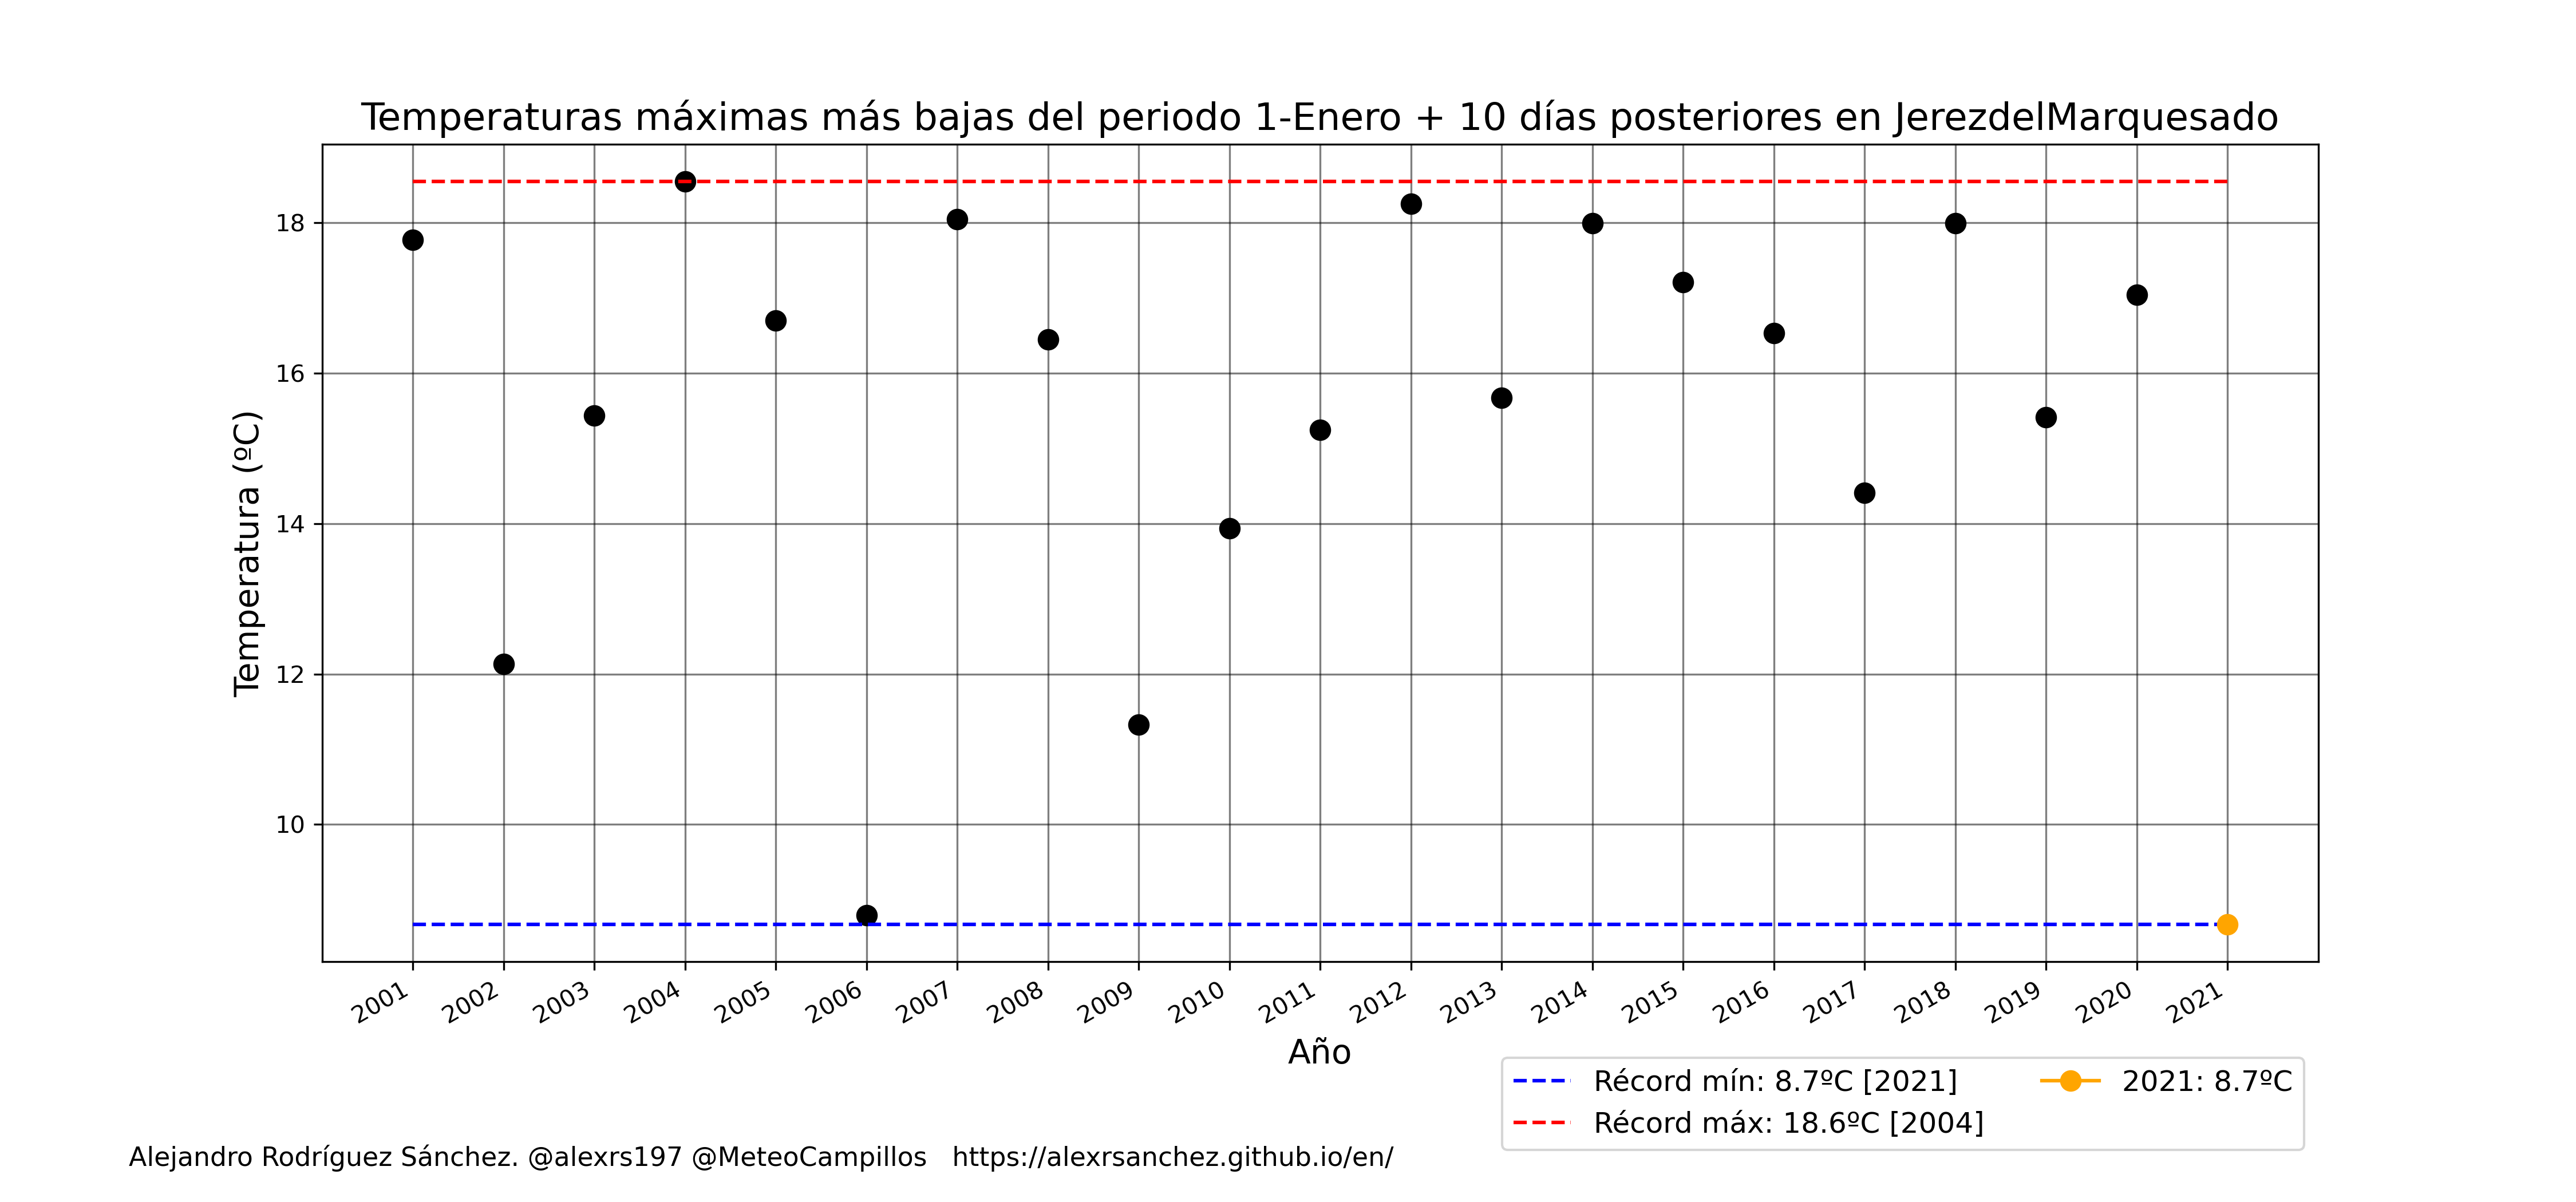 Temperaturas máximas más bajas del periodo 1-Enero + 10 días posteriores en JerezdelMarquesado
Temperatura (ºC)
18
16
14
12
10
2001 2002 2003 2004 2005 2006 2007 2008 2009 2010 2011 2012 2013 2014 2015 2016 2017 2018 2019 2020 2021
Año
Récord mín: 8.7ºC [2021]
Récord máx: 18.6ºC [2004]
2021: 8.7ºC
Alejandro Rodríguez Sánchez. @alexrs197 @MeteoCampillos https://alexrsanchez.github.io/en/